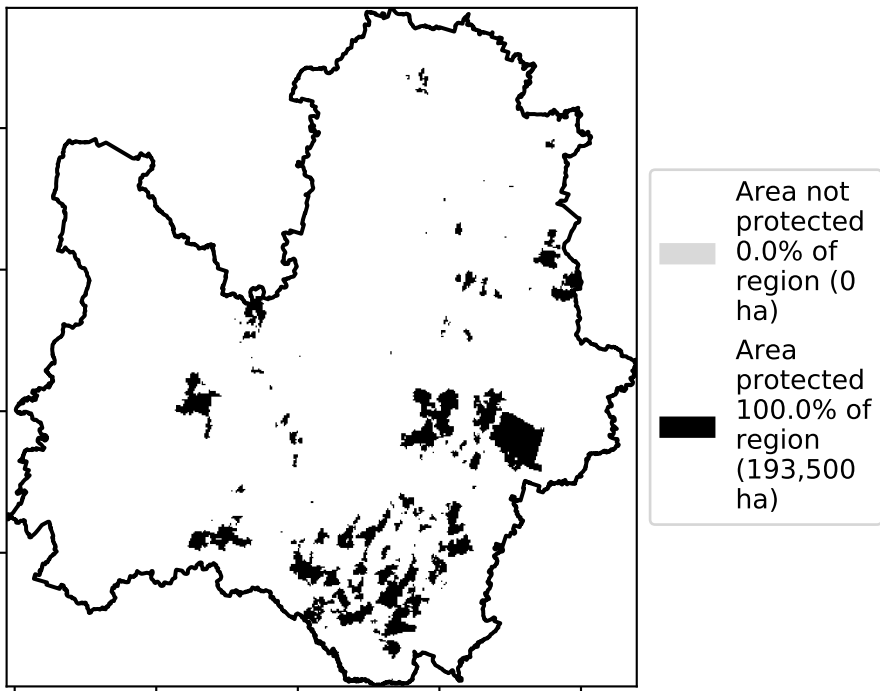 Area not
protected
0.0% of
region (0
ha)
Area
protected
100.0% of
region
(193,500
ha)